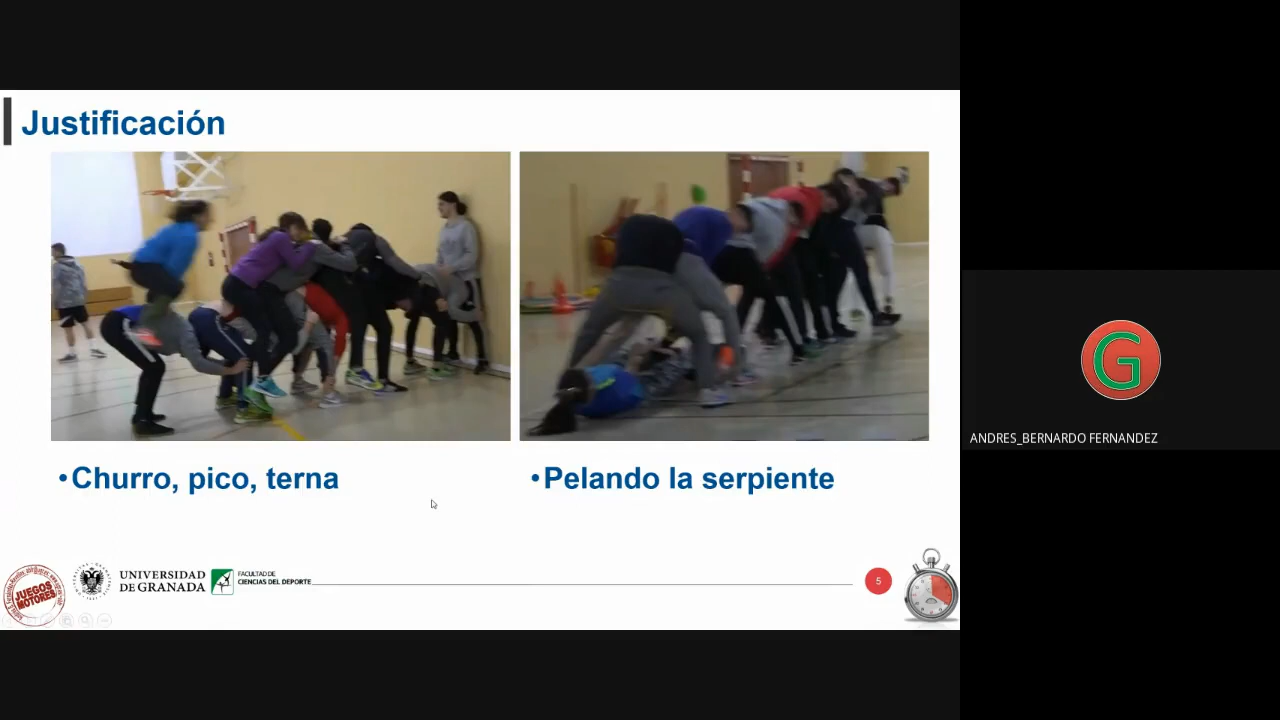 Justificación
•Churro, pico, terna
•Pelando la serpiente
JUEGOS
MOTORES
UNIVERSIDAD
DE GRANADA
FACULTAD DE
CIENCIAS DEL DEPORTE
5
G
ANDRES_BERNARDO FERNANDEZ